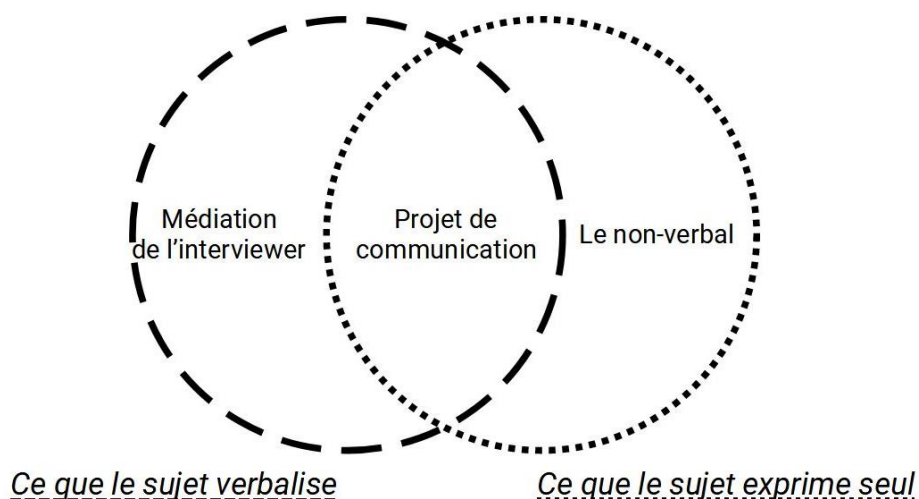 Médiation
de l’interviewer
Projet de
communication
Le non-verbal
Ce que le sujet verbalise
Ce que le sujet exprime seul